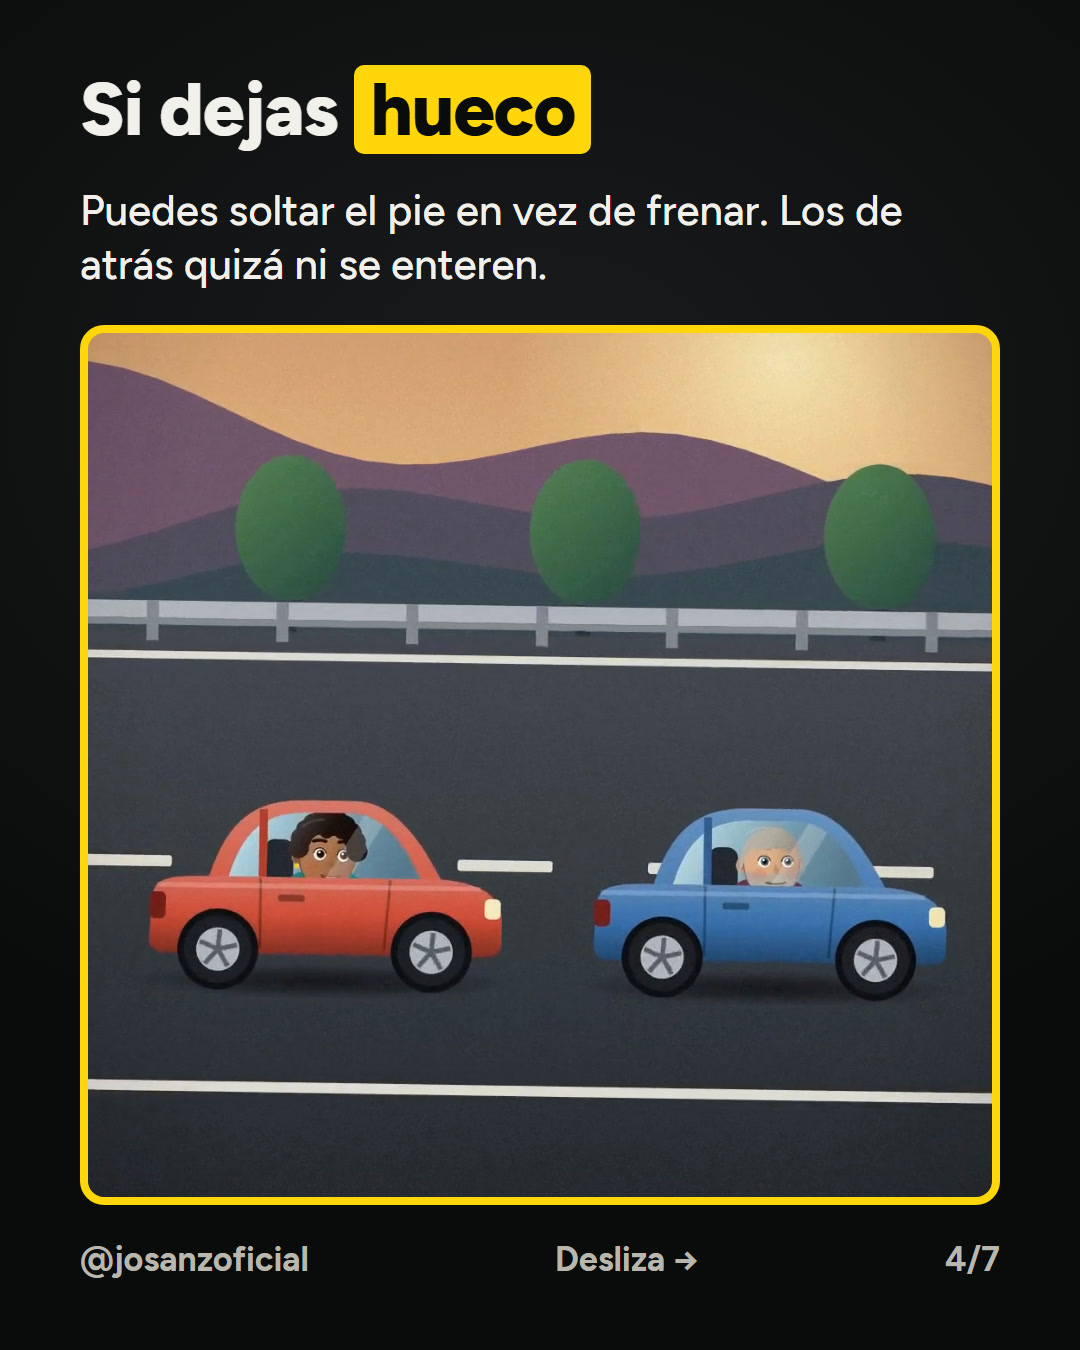 Si dejas hueco
Puedes soltar el pie en vez de frenar. Los de
atrás quizá ni se enteren.
@josanzoficial
Desliza →
4/7